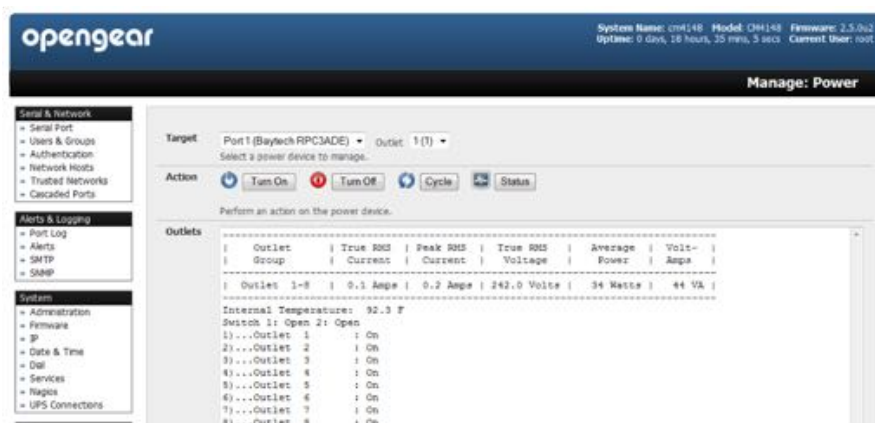 opengear
System Name: cm4148 Model: CM4148 Firmware: 2.5.0u2
Uptime: 0 days, 18 hours, 35 mins, 5 secs Current User: root
Manage: Power
Serial & Network
» Serial Port
» Users & Groups
» Authentication
» Network Hosts
» Trusted Networks
» Cascaded Ports
Alerts & Logging
» Port Log
» Alerts
» SMTP
» SNMP
System
» Administration
» Firmware
» IP
» Date & Time
» Dial
» Services
» Nagios
» UPS Connections
Target Port 1 (Baytech RPC3ADE) Outlet 1 (1)
Select a power device to manage.
Action Turn On Turn Off Cycle Status
Perform an action on the power device.
Outlets
| Outlet | True RMS | Peak RMS | True RMS | Average | Volt- |
| Group | Current | Current | Voltage | Power | Amps |
| Outlet 1-8 | 0.1 Amps | 0.2 Amps | 242.0 Volts | 34 Watts | 44 VA |
Internal Temperature: 92.3 F
Switch 1: Open 2: Open
1)...Outlet 1 : On
2)...Outlet 2 : On
3)...Outlet 3 : On
4)...Outlet 4 : On
5)...Outlet 5 : On
6)...Outlet 6 : On
7)...Outlet 7 : On
8)...Outlet 8 : On